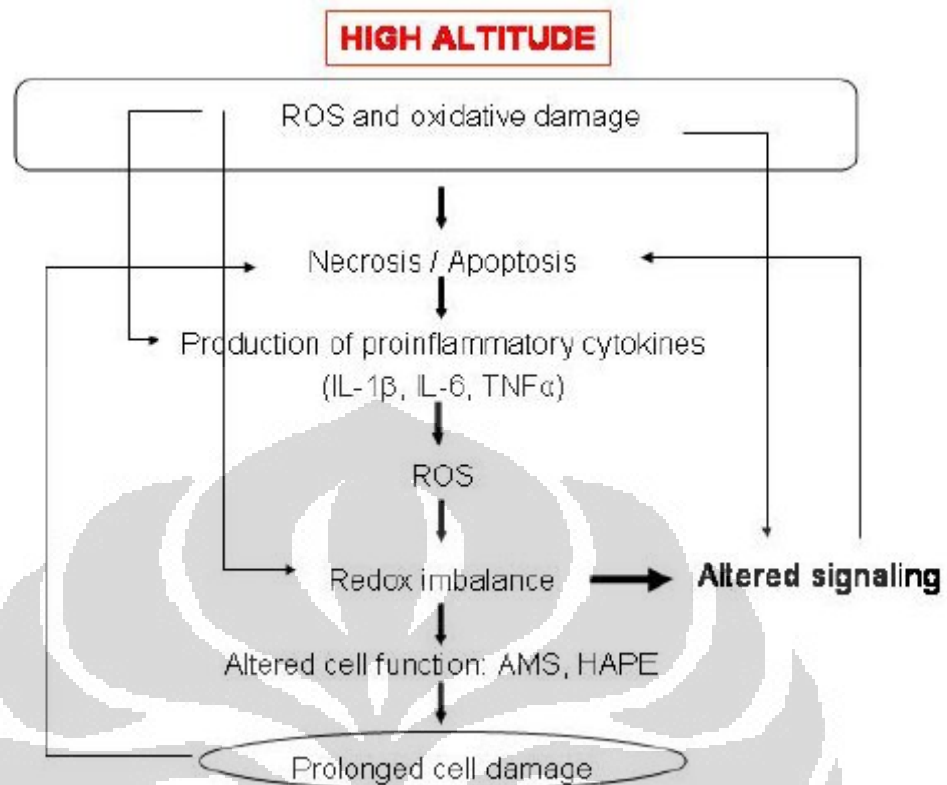 HIGH ALTITUDE
ROS and oxidative damage
Necrosis / Apoptosis
Production of proinflammatory cytokines
(IL-1β, IL-6, TNFα)
ROS
Redox imbalance
Altered signaling
Altered cell function: AMS, HAPE
Prolonged cell damage